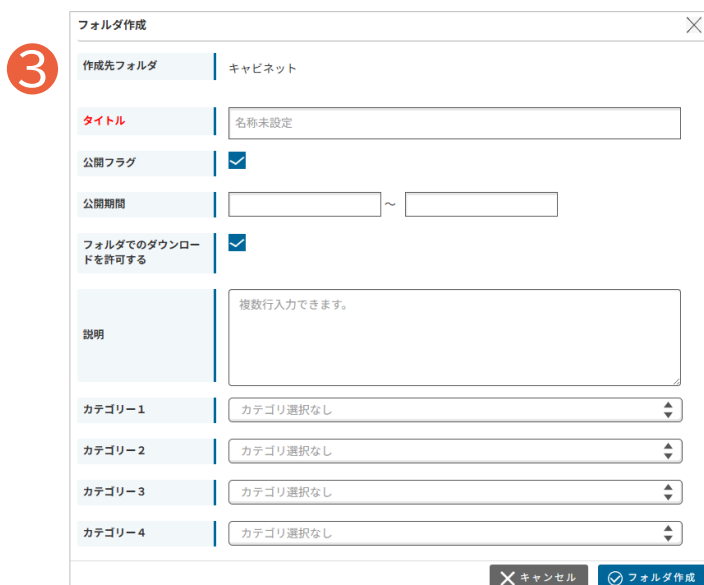 フォルダ作成
3
作成先フォルダ
キャビネット
タイトル
名称未設定
公開フラグ
公開期間
～
フォルダでのダウンロー
ドを許可する
説明
複数行入力できます。
カテゴリー１
カテゴリ選択なし
カテゴリー２
カテゴリ選択なし
カテゴリー３
カテゴリ選択なし
カテゴリー４
カテゴリ選択なし
キャンセル
フォルダ作成